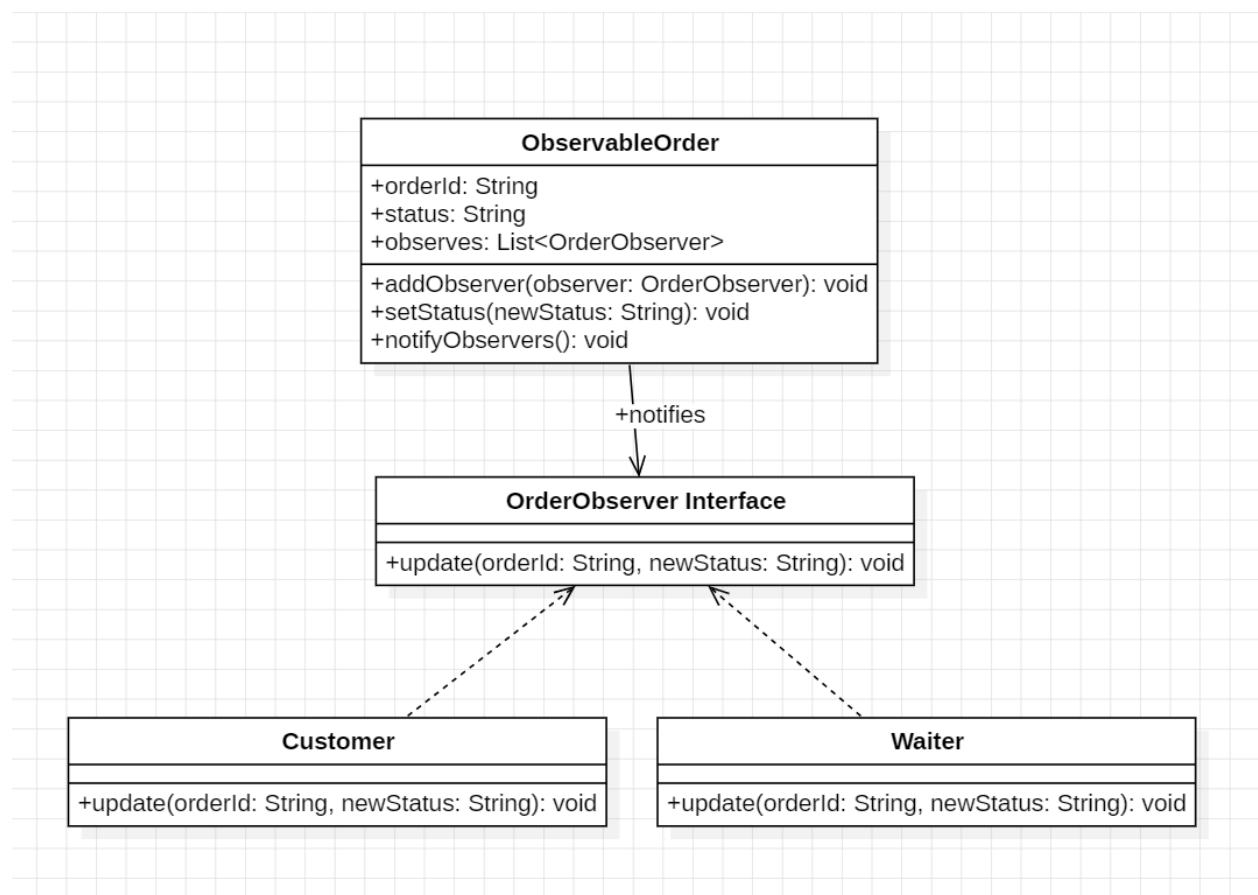 ObservableOrder
+orderId: String
+status: String
+observes: List<OrderObserver>
+addObserver(observer: OrderObserver): void
+setStatus(newStatus: String): void
+notifyObservers(): void
+notifies
OrderObserver Interface
+update(orderId: String, newStatus: String): void
Customer
+update(orderId: String, newStatus: String): void
Waiter
+update(orderId: String, newStatus: String): void